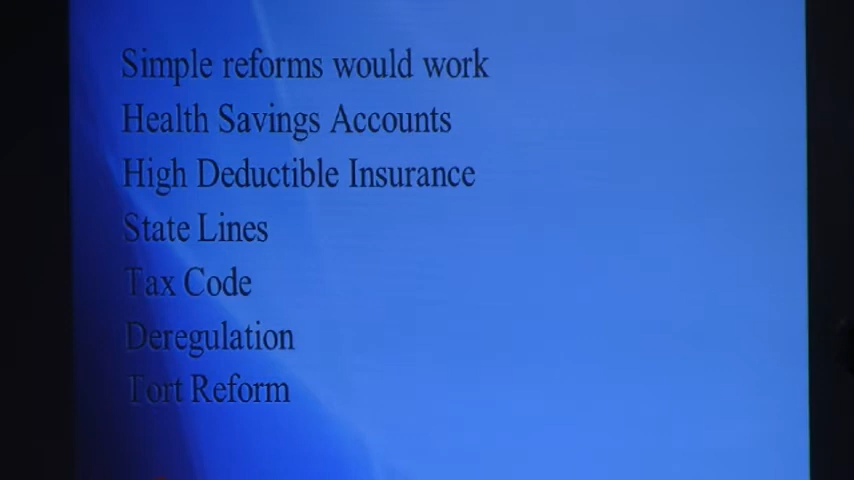 Simple reforms would work
Health Savings Accounts
High Deductible Insurance
State Lines
Tax Code
Deregulation
Tort Reform